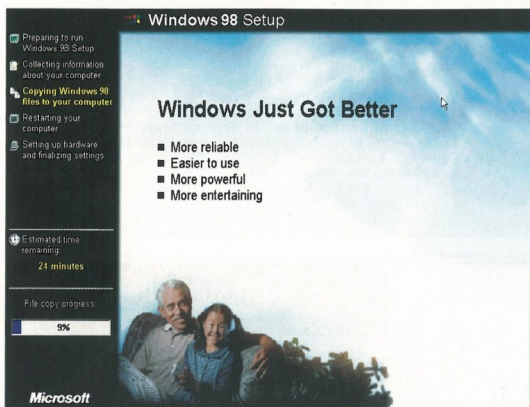 Windows 98 Setup
Preparing to run
Windows 98 Setup
Collecting information
about your computer
Copying Windows 98
files to your computer
Restarting your
computer
Setting up hardware
and finalizing settings
Estimated time
remaining:
21 minutes
File copy progress:
9%
Microsoft
Windows Just Got Better
■ More reliable
■ Easier to use
■ More powerful
■ More entertaining